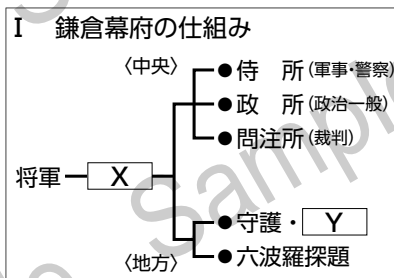 I 鎌倉幕府の仕組み
〈中央〉
●侍 所(軍事・警察)
●政 所(政治一般)
●問注所(裁判)
将軍 X
●守護・ Y
〈地方〉
●六波羅探題
Sample